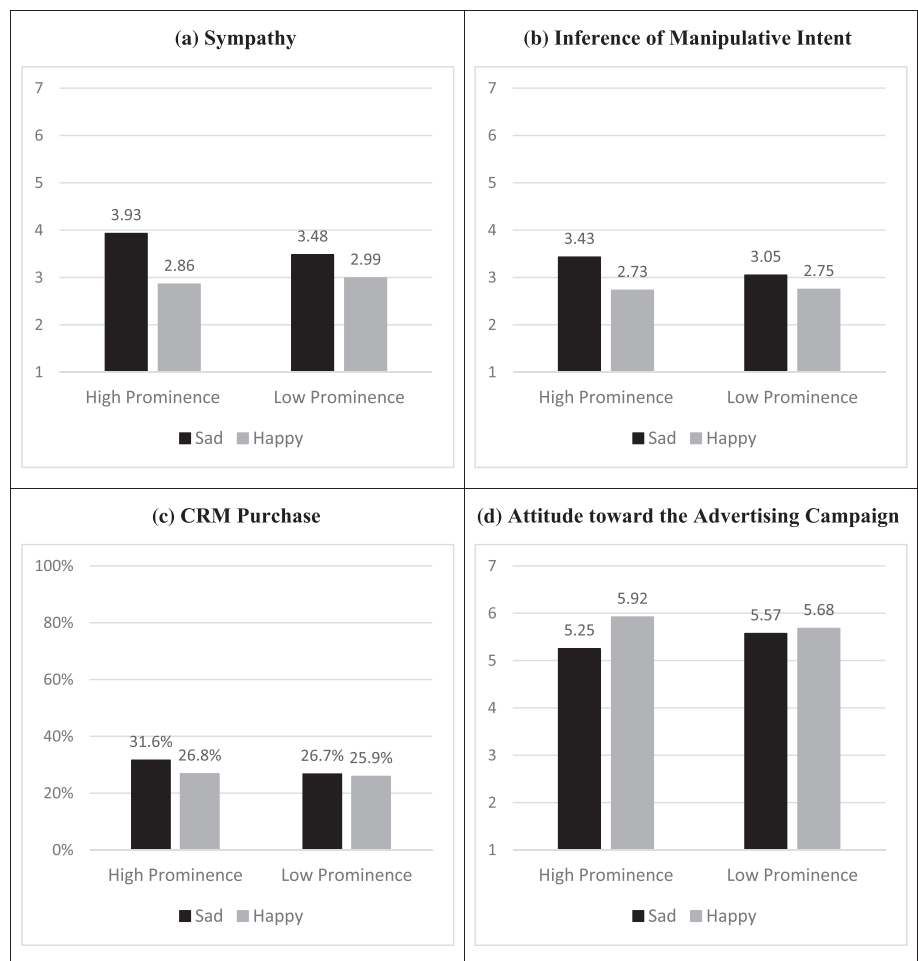 (a) Sympathy
7
6
5
4
3
2
1
3.93
2.86
3.48
2.99
High Prominence
Low Prominence
Sad
Happy
(b) Inference of Manipulative Intent
7
6
5
4
3
2
1
3.43
2.73
3.05
2.75
High Prominence
Low Prominence
Sad
Happy
(c) CRM Purchase
100%
80%
60%
40%
20%
0%
31.6%
26.8%
26.7%
25.9%
High Prominence
Low Prominence
Sad
Happy
(d) Attitude toward the Advertising Campaign
7
6
5
4
3
2
1
5.25
5.92
5.57
5.68
High Prominence
Low Prominence
Sad
Happy